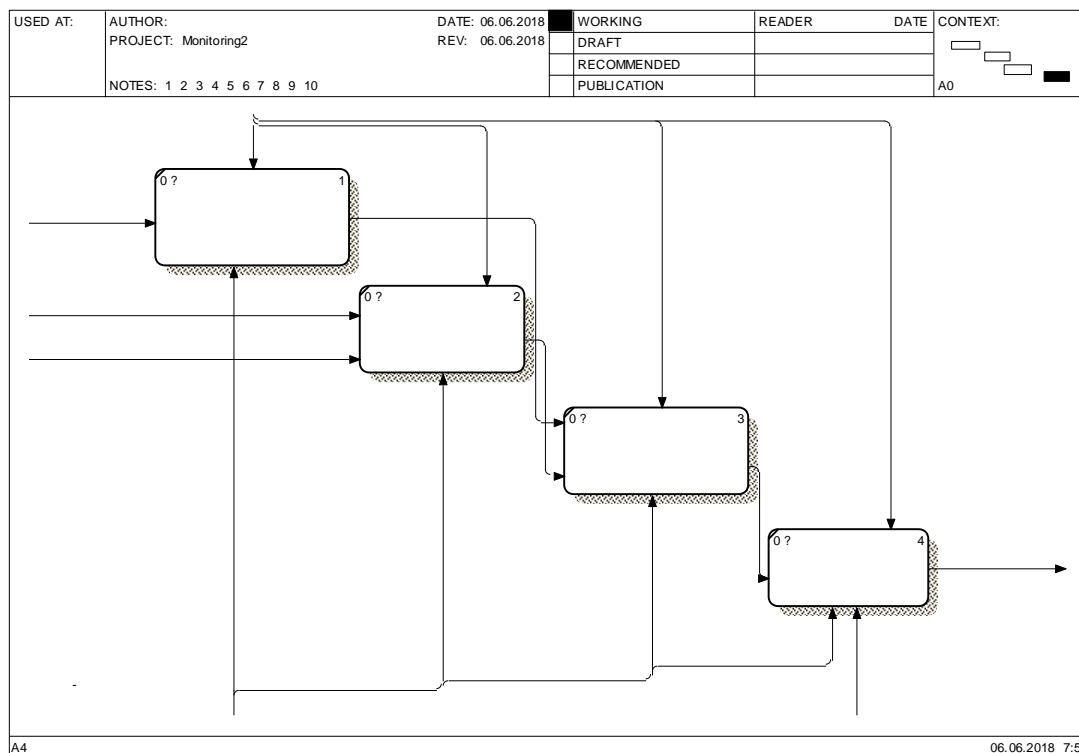 USED AT:
AUTHOR:
DATE: 06.06.2018
WORKING
READER
DATE
CONTEXT:
PROJECT: Monitoring2
REV: 06.06.2018
DRAFT
RECOMMENDED
NOTES: 1 2 3 4 5 6 7 8 9 10
PUBLICATION
A0
0 ?
1
0 ?
2
0 ?
3
0 ?
4
-
A4
06.06.2018 7:5